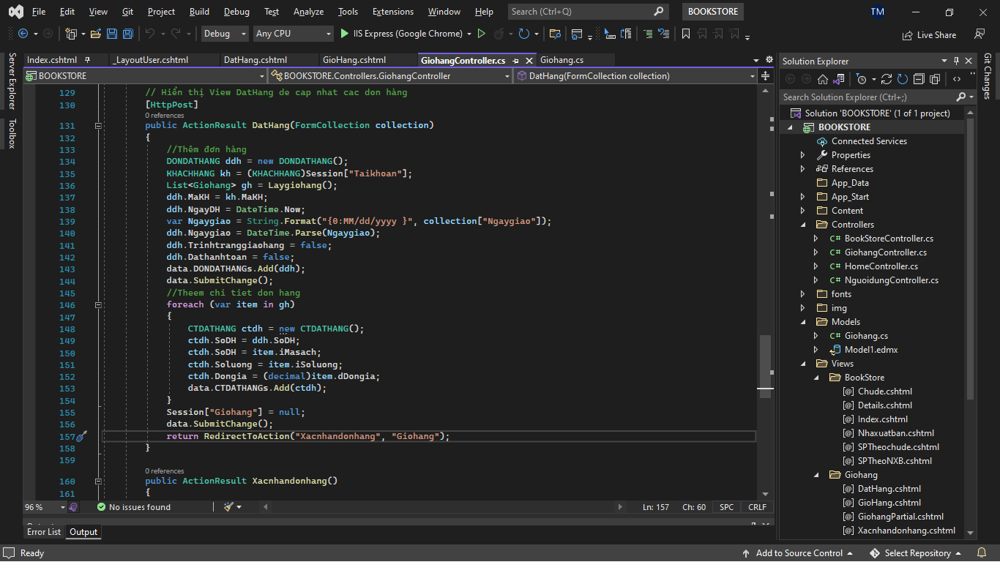 File Edit View Git Project Build Debug Test Analyze Tools Extensions Window Help Search (Ctrl+Q) BOOKSTORE TM
Debug Any CPU IIS Express (Google Chrome) Live Share
Server Explorer
Toolbox
Index.cshtml _LayoutUser.cshtml DatHang.cshtml GioHang.cshtml GiohangController.cs Giohang.cs
BOOKSTORE BOOKSTORE.Controllers.GiohangController DatHang(FormCollection collection)
129 // Hiển thị View DatHang de cap nhat cac don hàng
130 [HttpPost]
0 references
131 public ActionResult DatHang(FormCollection collection)
132 {
133 //Thêm đơn hàng
134 DONDATHANG ddh = new DONDATHANG();
135 KHACHHANG kh = (KHACHHANG)Session["Taikhoan"];
136 List<Giohang> gh = Laygiohang();
137 ddh.MaKH = kh.MaKH;
138 ddh.NgayDH = DateTime.Now;
139 var Ngaygiao = String.Format("{0:MM/dd/yyyy }", collection["Ngaygiao"]);
140 ddh.Ngaygiao = DateTime.Parse(Ngaygiao);
141 ddh.Trinhtranggiaohang = false;
142 ddh.Dathanhtoan = false;
143 data.DONDATHANGs.Add(ddh);
144 data.SubmitChange();
145 //Theem chi tiet don hang
146 foreach (var item in gh)
147 {
148 CTDATHANG ctdh = new CTDATHANG();
149 ctdh.SoDH = ddh.SoDH;
150 ctdh.SoDH = item.iMasach;
151 ctdh.Soluong = item.iSoluong;
152 ctdh.Dongia = (decimal)item.dDongia;
153 data.CTDATHANGs.Add(ctdh);
154 }
155 Session["Giohang"] = null;
156 data.SubmitChange();
157 return RedirectToAction("Xacnhandonhang", "Giohang");
158 }
159
0 references
160 public ActionResult Xacnhandonhang()
161 {
96 % No issues found Ln: 157 Ch: 60 SPC CRLF
Error List Output
Solution Explorer
Search Solution Explorer (Ctrl+;)
Solution 'BOOKSTORE' (1 of 1 project)
BOOKSTORE
Connected Services
Properties
References
App_Data
App_Start
Content
Controllers
C# BookStoreController.cs
C# GiohangController.cs
C# HomeController.cs
C# NguoidungController.cs
fonts
img
Models
C# Giohang.cs
Model1.edmx
Views
BookStore
[@] Chude.cshtml
[@] Details.cshtml
[@] Index.cshtml
[@] Nhaxuatban.cshtml
[@] SPTheochude.cshtml
[@] SPTheoNXB.cshtml
Giohang
[@] DatHang.cshtml
[@] GioHang.cshtml
[@] GiohangPartial.cshtml
[@] Xacnhandonhang.cshtml
Git Changes
Ready Add to Source Control Select Repository